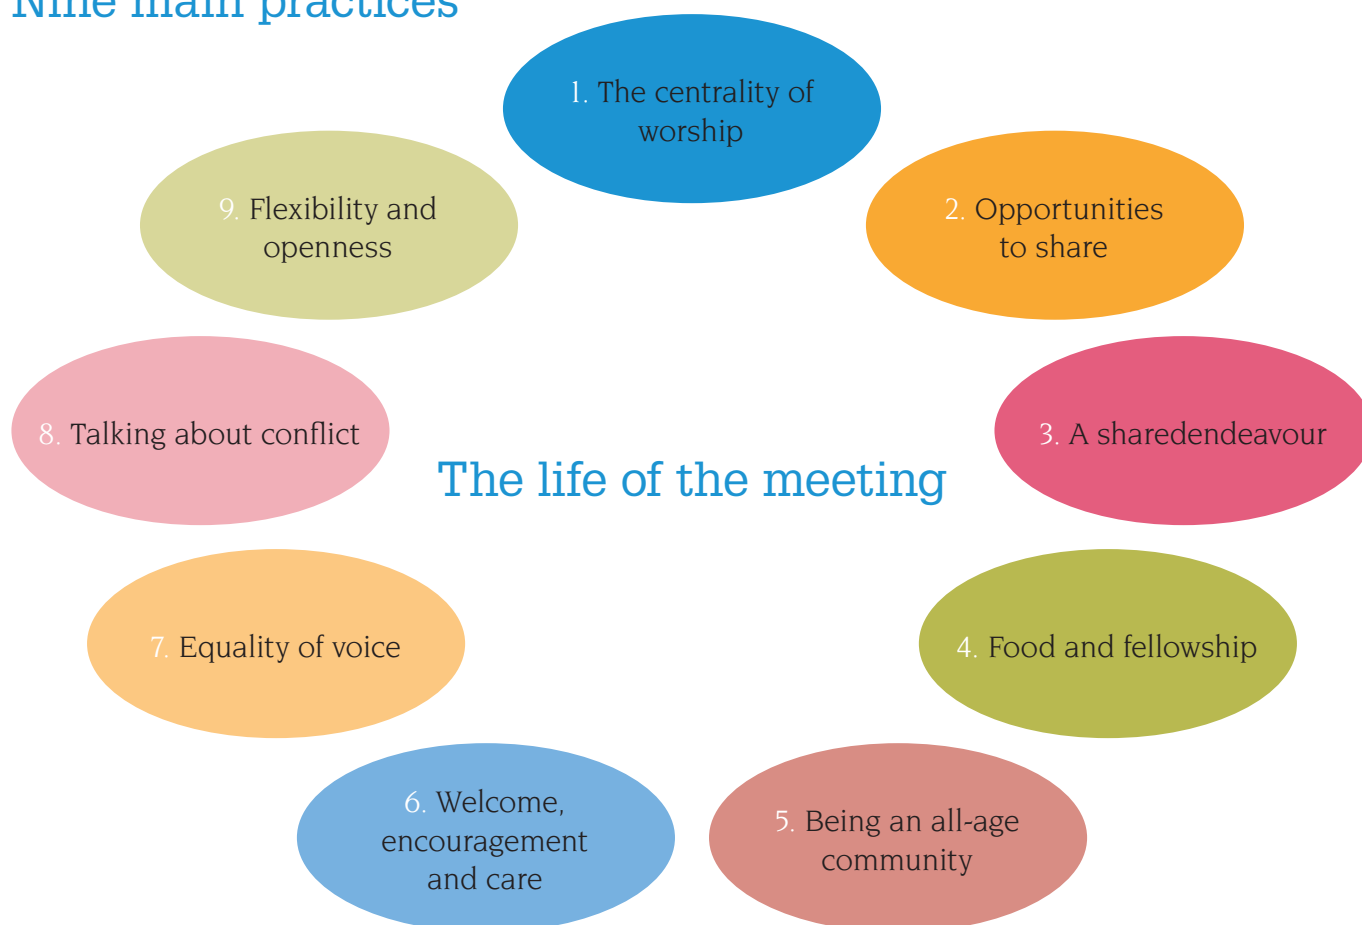 Nine main practices
1. The centrality of
worship
2. Opportunities
to share
3. A sharedendeavour
4. Food and fellowship
5. Being an all-age
community
6. Welcome,
encouragement
and care
7. Equality of voice
8. Talking about conflict
9. Flexibility and
openness
The life of the meeting